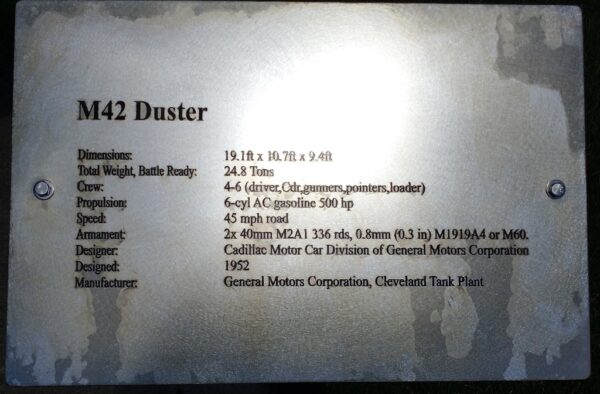 M42 Duster
Dimensions: 19.1ft x 10.7ft x 9.4ft
Total Weight, Battle Ready: 24.8 Tons
Crew: 4-6 (driver,Cdr,gunners,pointers,loader)
Propulsion: 6-cyl AC gasoline 500 hp
Speed: 45 mph road
Armament: 2x 40mm M2A1 336 rds, 0.8mm (0.3 in) M1919A4 or M60.
Designer: Cadillac Motor Car Division of General Motors Corporation
Designed: 1952
Manufacturer: General Motors Corporation, Cleveland Tank Plant